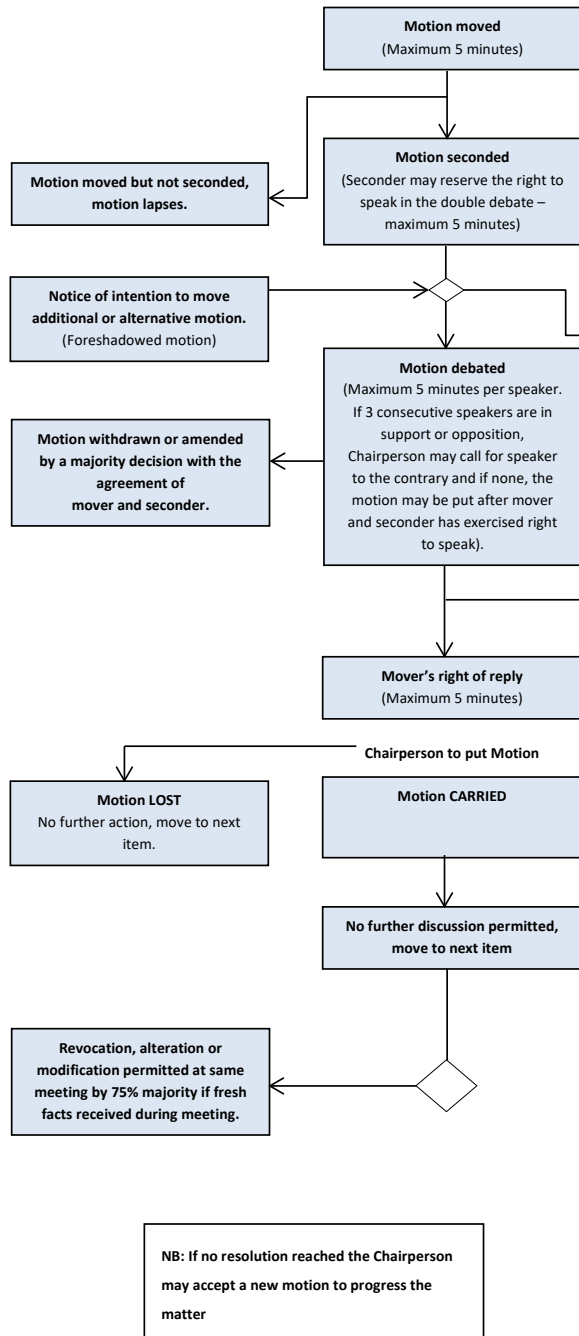 Motion moved
(Maximum 5 minutes)
Motion seconded
(Seconder may reserve the right to
speak in the double debate –
maximum 5 minutes)
Motion moved but not seconded,
motion lapses.
Notice of intention to move
additional or alternative motion.
(Foreshadowed motion)
Motion debated
(Maximum 5 minutes per speaker.
If 3 consecutive speakers are in
support or opposition,
Chairperson may call for speaker
to the contrary and if none, the
motion may be put after mover
and seconder has exercised right
to speak).
Motion withdrawn or amended
by a majority decision with the
agreement of
mover and seconder.
Mover’s right of reply
(Maximum 5 minutes)
Chairperson to put Motion
Motion LOST
No further action, move to next
item.
Motion CARRIED
No further discussion permitted,
move to next item
Revocation, alteration or
modification permitted at same
meeting by 75% majority if fresh
facts received during meeting.
NB: If no resolution reached the Chairperson
may accept a new motion to progress the
matter